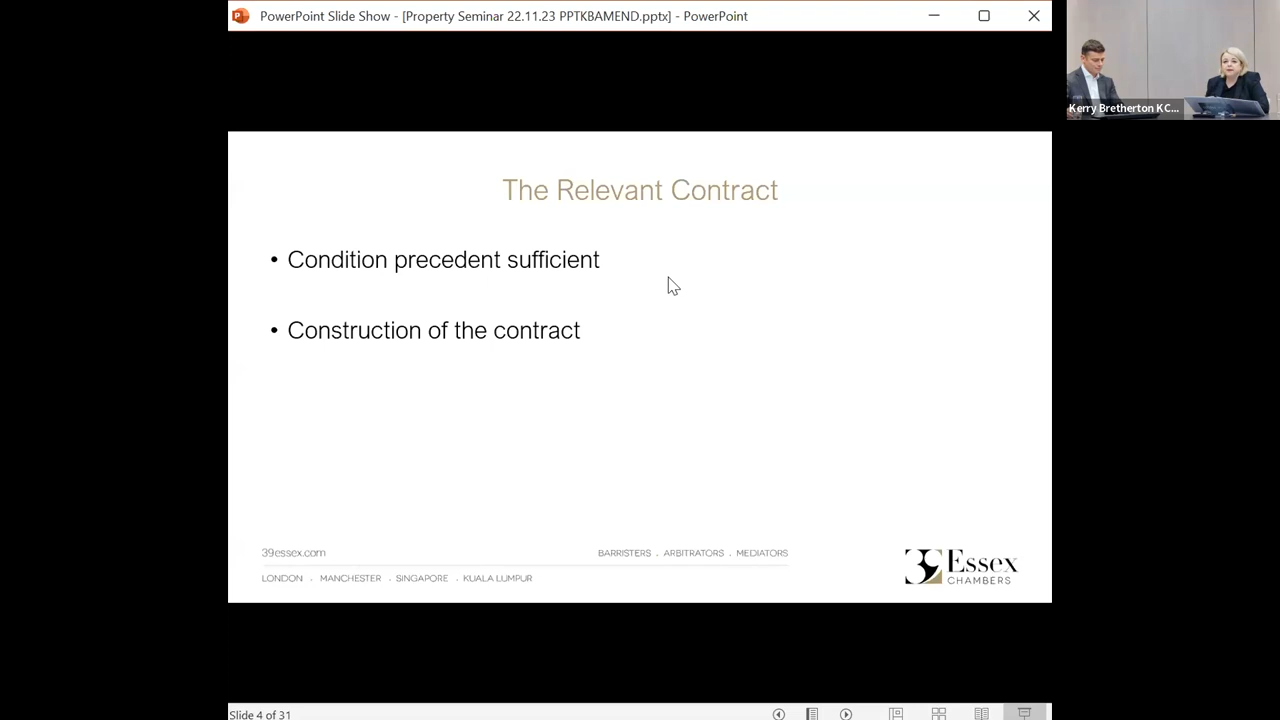 PowerPoint Slide Show - [Property Seminar 22.11.23 PPTKBAMEND.pptx] - PowerPoint
Kerry Bretherton KC...
The Relevant Contract
• Condition precedent sufficient
• Construction of the contract
39essex.com
BARRISTERS . ARBITRATORS . MEDIATORS
LONDON . MANCHESTER . SINGAPORE . KUALA LUMPUR
39 Essex
CHAMBERS
Slide 4 of 31